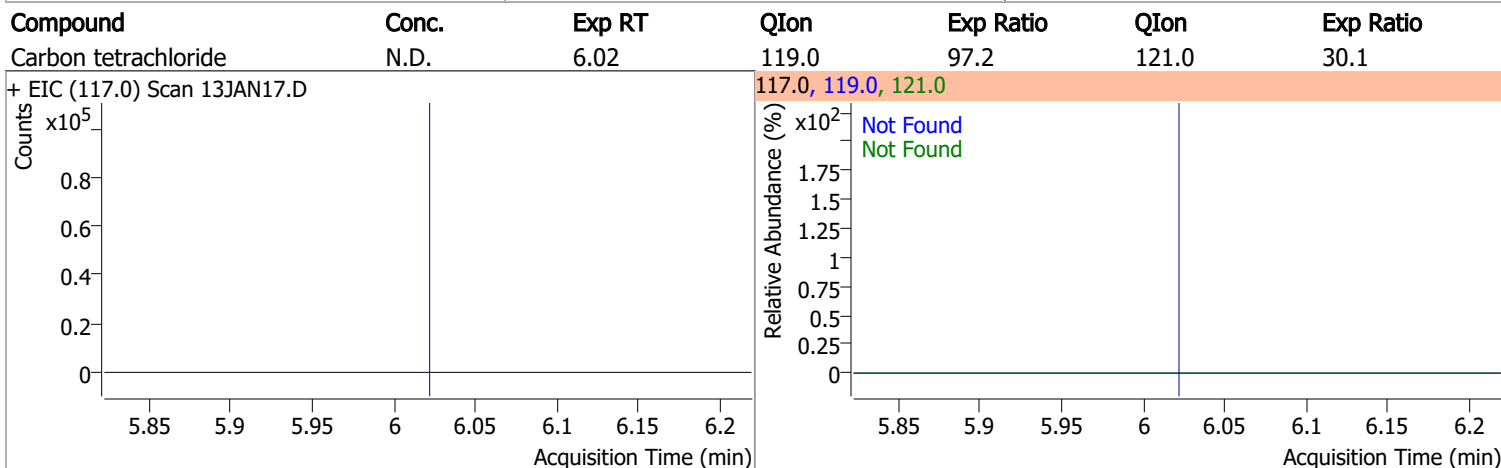 Compound Conc. Exp RT QIon Exp Ratio QIon Exp Ratio
Carbon tetrachloride N.D. 6.02 119.0 97.2 121.0 30.1
+ EIC (117.0) Scan 13JAN17.D
Counts
x10⁵
0.8
0.6
0.4
0.2
0
5.85 5.9 5.95 6 6.05 6.1 6.15 6.2
Acquisition Time (min)
117.0, 119.0, 121.0
Relative Abundance (%)
x10²
Not Found
Not Found
1.75
1.5
1.25
1
0.75
0.5
0.25
0
5.85 5.9 5.95 6 6.05 6.1 6.15 6.2
Acquisition Time (min)